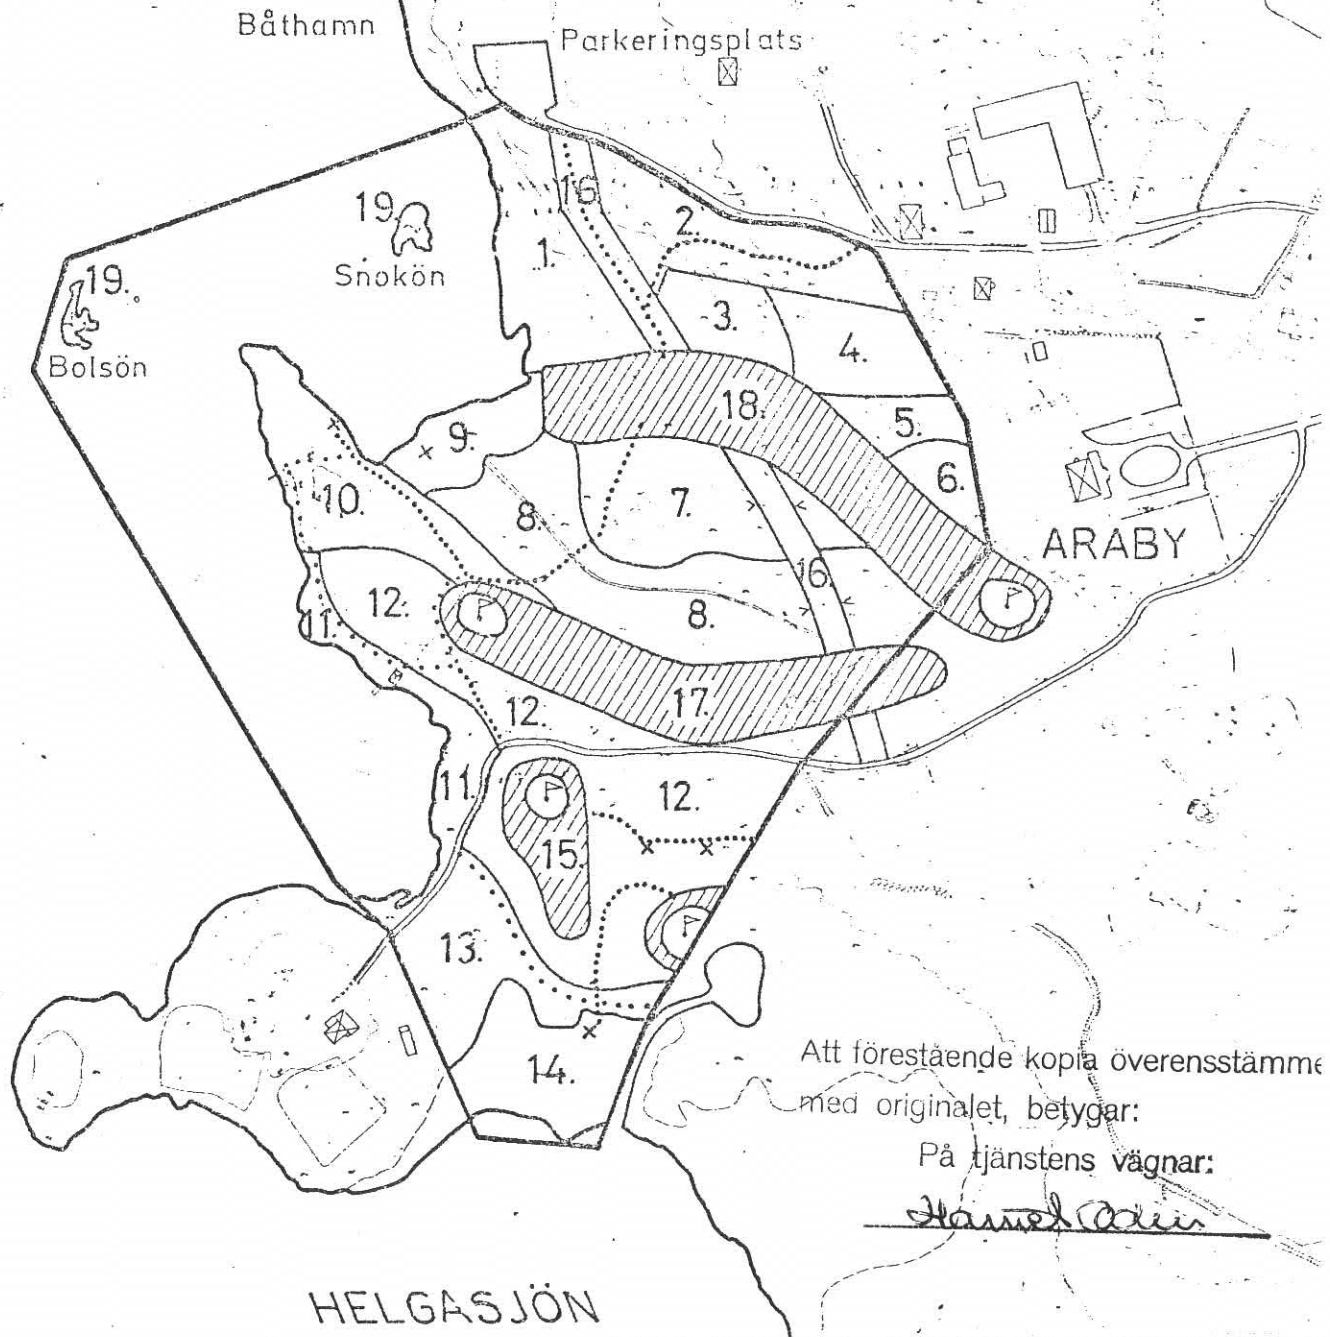 Båthamn
Parkeringsplats
16.
2.
19.
1.
Snokön
19.
Bolsön
3.
4.
18.
5.
9.
6.
10.
8.
7.
ARABY
16.
12.
11.
8.
17.
12.
11.
12.
15.
13.
14.
Att förestående kopia överensstämme
med originalet, betygar:
På tjänstens vägnar:
HELGASJÖN